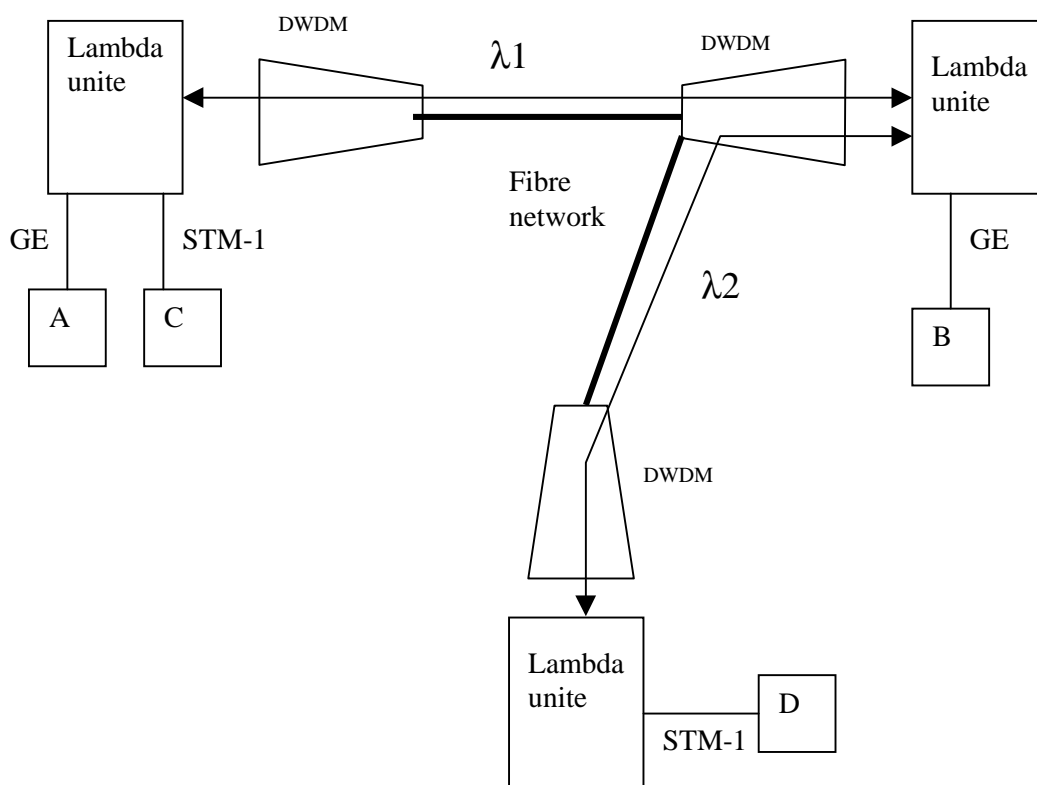 DWDM
Lambda
unite
λ1
DWDM
Lambda
unite
Fibre
network
GE
STM-1
GE
A
C
λ2
B
DWDM
Lambda
unite
D
STM-1